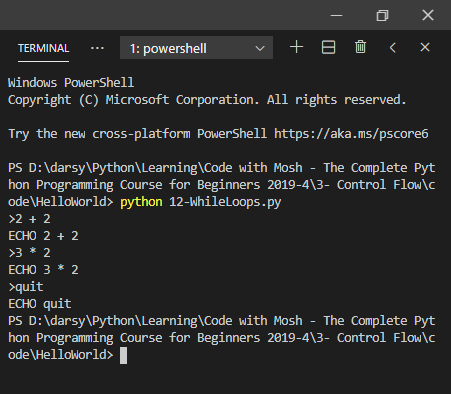 TERMINAL ... 1: powershell
Windows PowerShell
Copyright (C) Microsoft Corporation. All rights reserved.
Try the new cross-platform PowerShell https://aka.ms/pscore6
PS D:\darsy\Python\Learning\Code with Mosh - The Complete Pyt
hon Programming Course for Beginners 2019-4\3- Control Flow\c
ode\HelloWorld> python 12-WhileLoops.py
>2 + 2
ECHO 2 + 2
>3 * 2
ECHO 3 * 2
>quit
ECHO quit
PS D:\darsy\Python\Learning\Code with Mosh - The Complete Pyt
hon Programming Course for Beginners 2019-4\3- Control Flow\c
ode\HelloWorld>